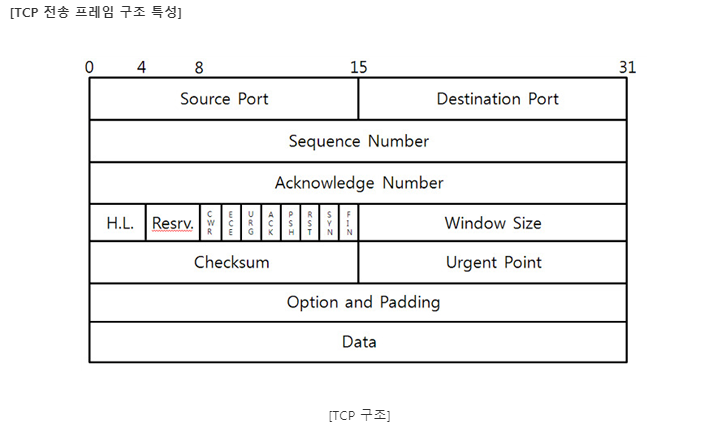 [TCP 전송 프레임 구조 특성]
0 4 8 15 31
Source Port Destination Port
Sequence Number
Acknowledge Number
H.L. Resrv. CWR ECE URG ACK PSH RST SYN FIN Window Size
Checksum Urgent Point
Option and Padding
Data
[TCP 구조]